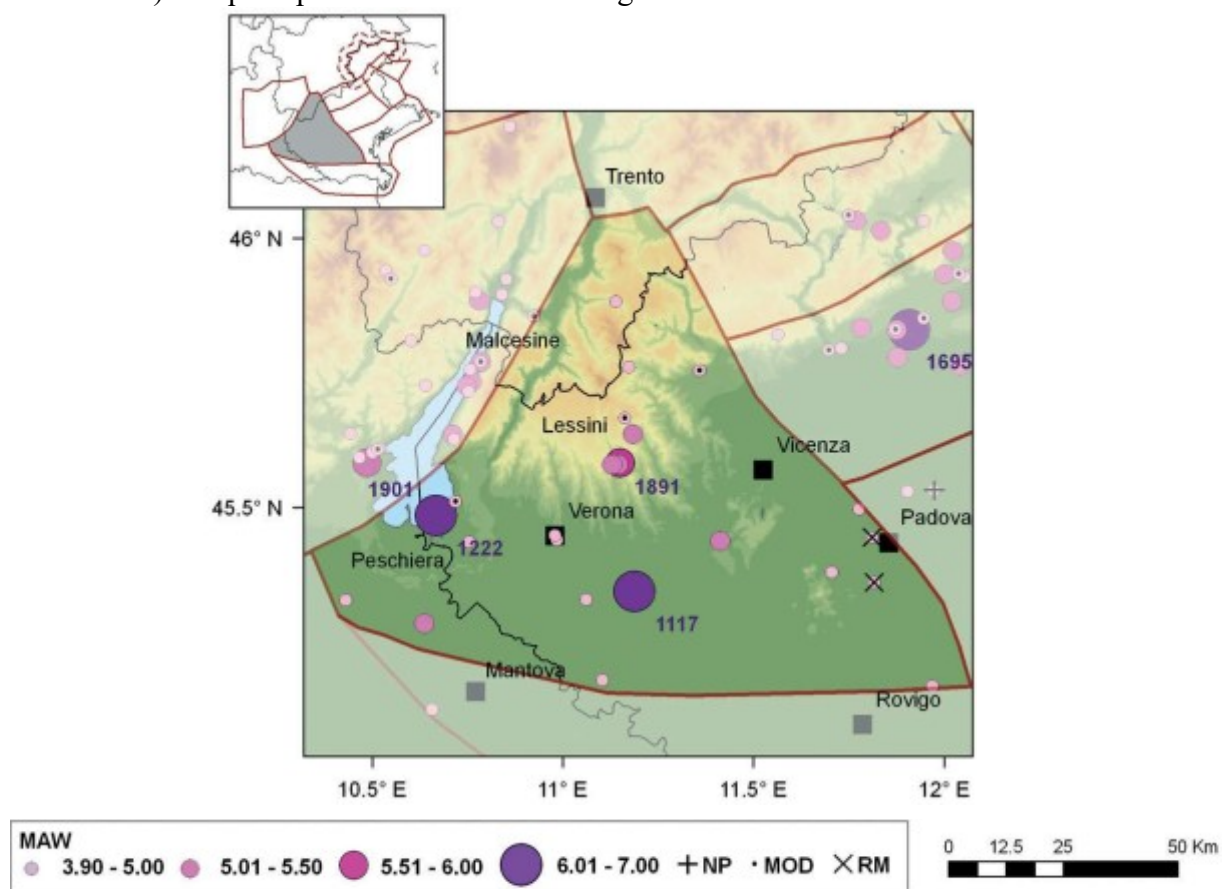 Trento
46° N
Malcesine
1695
Lessini
Vicenza
1901
1891
45.5° N
Verona
Padova
Peschiera
1222
1117
Mantova
Rovigo
10.5° E 11° E 11.5° E 12° E
MAW
3.90 - 5.00 5.01 - 5.50 5.51 - 6.00 6.01 - 7.00 NP MOD RM
0 12.5 25 50 Km